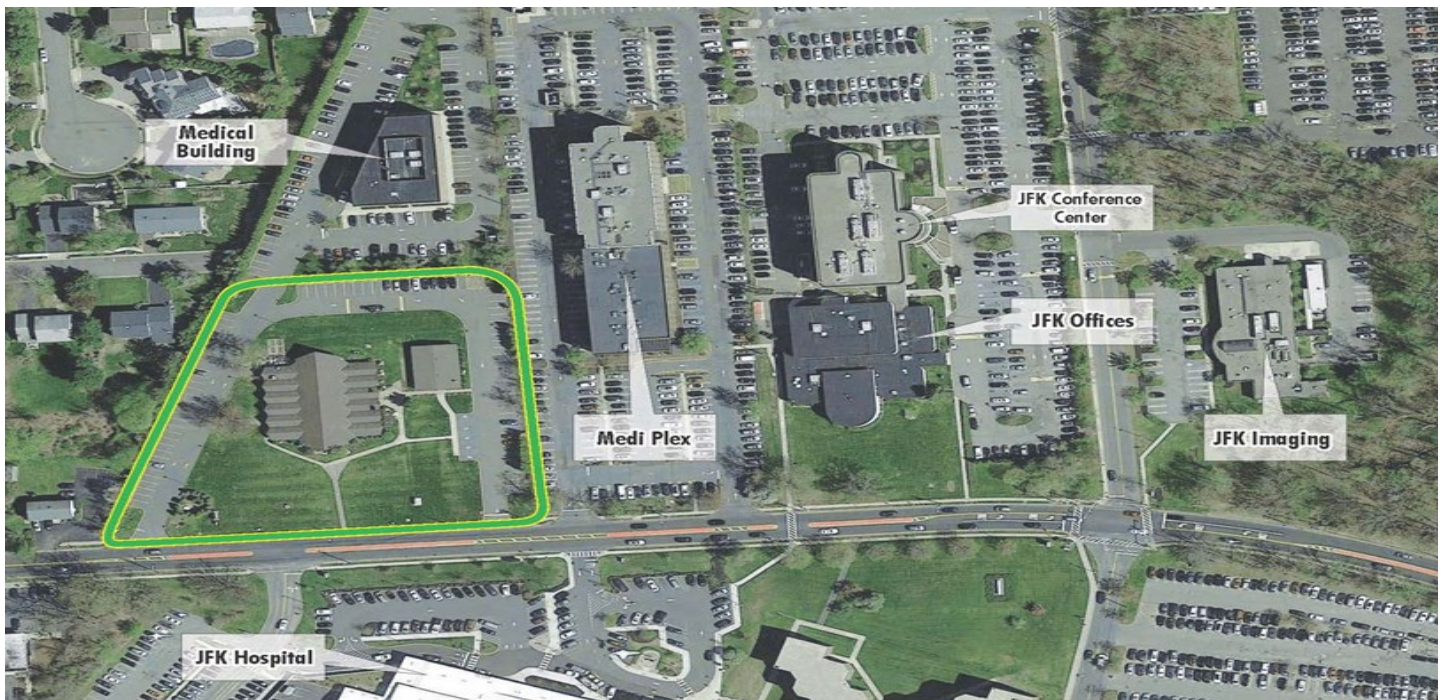 Medical
Building
JFK Conference
Center
JFK Offices
Medi Plex
JFK Imaging
JFK Hospital